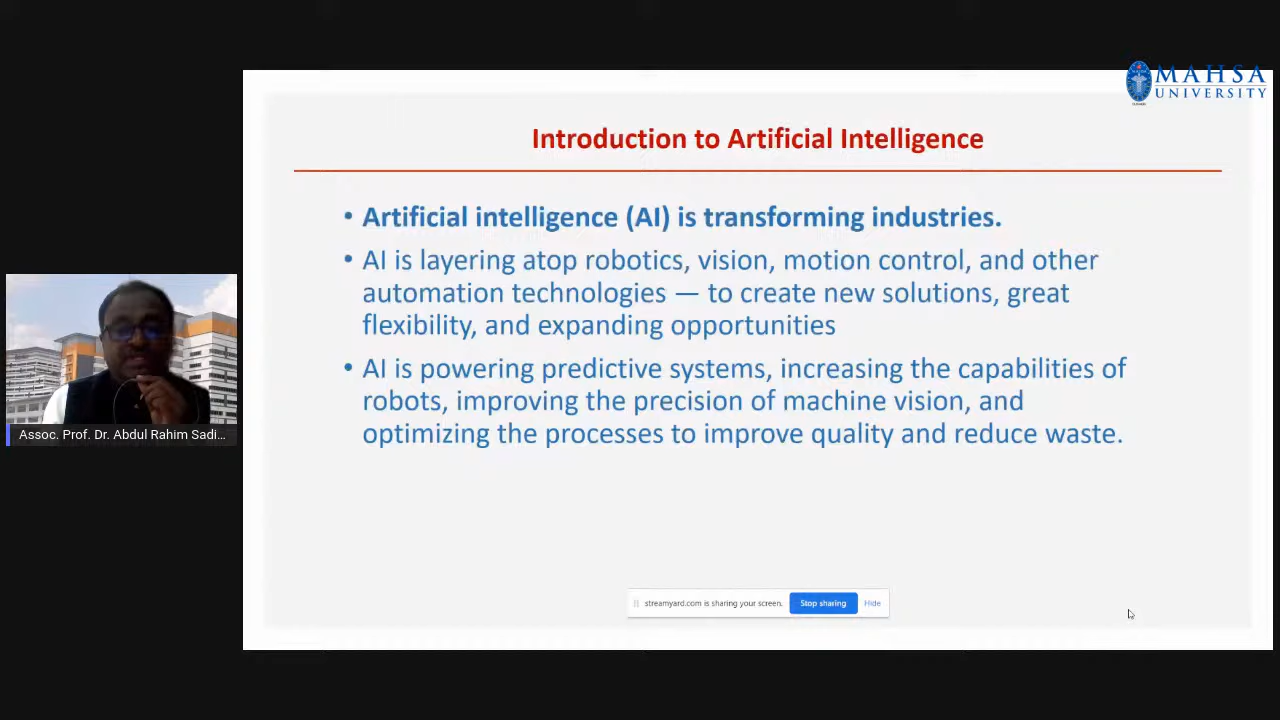 MAHSA
UNIVERSITY
Introduction to Artificial Intelligence
• Artificial intelligence (AI) is transforming industries.
• AI is layering atop robotics, vision, motion control, and other
automation technologies — to create new solutions, great
flexibility, and expanding opportunities
• AI is powering predictive systems, increasing the capabilities of
robots, improving the precision of machine vision, and
optimizing the processes to improve quality and reduce waste.
Assoc. Prof. Dr. Abdul Rahim Sadi...
streamyard.com is sharing your screen. Stop sharing Hide